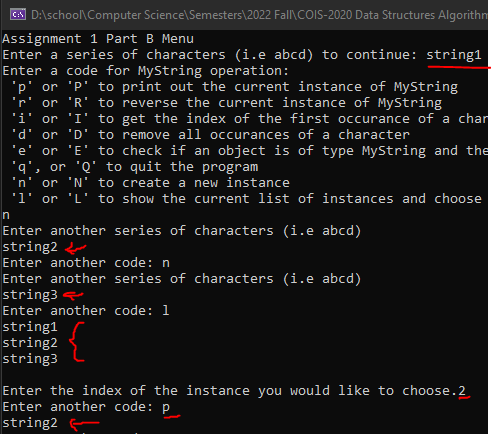 D:\school\Computer Science\Semesters\2022 Fall\COIS-2020 Data Structures Algorithm
Assignment 1 Part B Menu
Enter a series of characters (i.e abcd) to continue: string1
Enter a code for MyString operation:
'p' or 'P' to print out the current instance of MyString
'r' or 'R' to reverse the current instance of MyString
'i' or 'I' to get the index of the first occurance of a char
'd' or 'D' to remove all occurances of a character
'e' or 'E' to check if an object is of type MyString and the
'q', or 'Q' to quit the program
'n' or 'N' to create a new instance
'l' or 'L' to show the current list of instances and choose
n
Enter another series of characters (i.e abcd)
string2
Enter another code: n
Enter another series of characters (i.e abcd)
string3
Enter another code: l
string1
string2
string3
Enter the index of the instance you would like to choose.2
Enter another code: p
string2